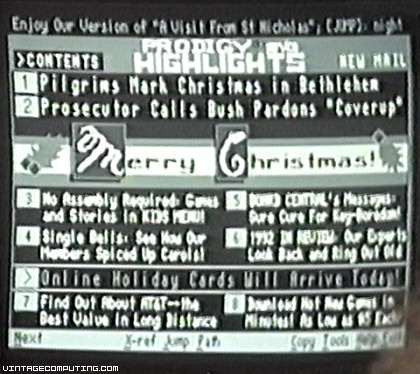 Enjoy Our Version of "A Visit From St Nicholas", (JUMP): night
PRODIGY
>CONTENTS
HIGHLIGHTS
NEW MAIL
1 Pilgrims Mark Christmas in Bethlehem
2 Prosecutor Calls Bush Pardons "Coverup"
Merry Christmas!
3 No Assembly Required: Games
and Stories in KIDS MENU!
4 Single Bells: See How Our
Members Spiced Up Carols!
5 BOARD CENTRAL's Messages:
Sure Cure For Key-Boredom!
6 1992 IN REVIEW: Our Experts
Look Back and Ring Out Old
> Online Holiday Cards Will Arrive Today!
7 Find Out About AT&T--the
Best Value in Long Distance
8 Download Hot New Games in
Minutes! As Low as
Next X-ref Jump Path Copy Tools Help Exit
VINTAGECOMPUTING.COM